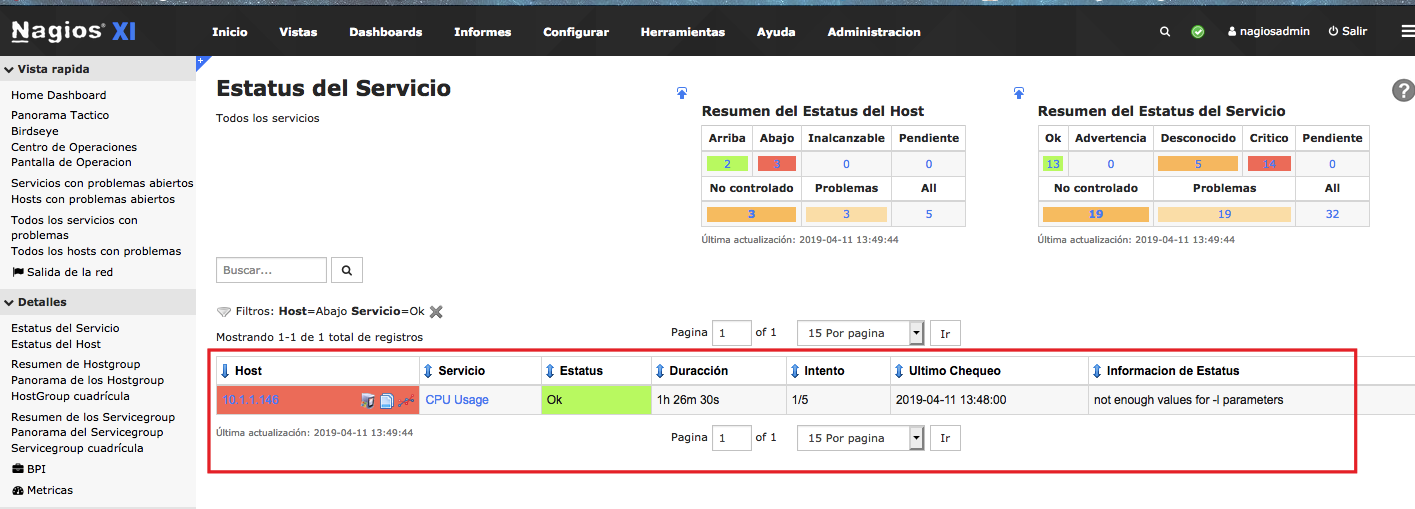 Nagios® XI
Inicio Vistas Dashboards Informes Configurar Herramientas Ayuda Administracion nagiosadmin Salir
Vista rapida
Home Dashboard
Panorama Tactico
Birdseye
Centro de Operaciones
Pantalla de Operacion
Servicios con problemas abiertos
Hosts con problemas abiertos
Todos los servicios con
problemas
Todos los hosts con problemas
Salida de la red
Detalles
Estatus del Servicio
Estatus del Host
Resumen de Hostgroup
Panorama de los Hostgroup
HostGroup cuadrícula
Resumen de los Servicegroup
Panorama del Servicegroup
Servicegroup cuadrícula
BPI
Metricas
Estatus del Servicio
Todos los servicios
Resumen del Estatus del Host
Arriba Abajo Inalcanzable Pendiente
2 3 0 0
No controlado Problemas All
3 3 5
Última actualización: 2019-04-11 13:49:44
Resumen del Estatus del Servicio
Ok Advertencia Desconocido Critico Pendiente
13 0 5 14 0
No controlado Problemas All
19 19 32
Última actualización: 2019-04-11 13:49:44
?
Buscar...
Filtros: Host=Abajo Servicio=Ok
Mostrando 1-1 de 1 total de registros
Pagina 1 of 1 15 Por pagina Ir
Host Servicio Estatus Duracción Intento Ultimo Chequeo Informacion de Estatus
10.1.1.146 CPU Usage Ok 1h 26m 30s 1/5 2019-04-11 13:48:00 not enough values for -l parameters
Última actualización: 2019-04-11 13:49:44
Pagina 1 of 1 15 Por pagina Ir